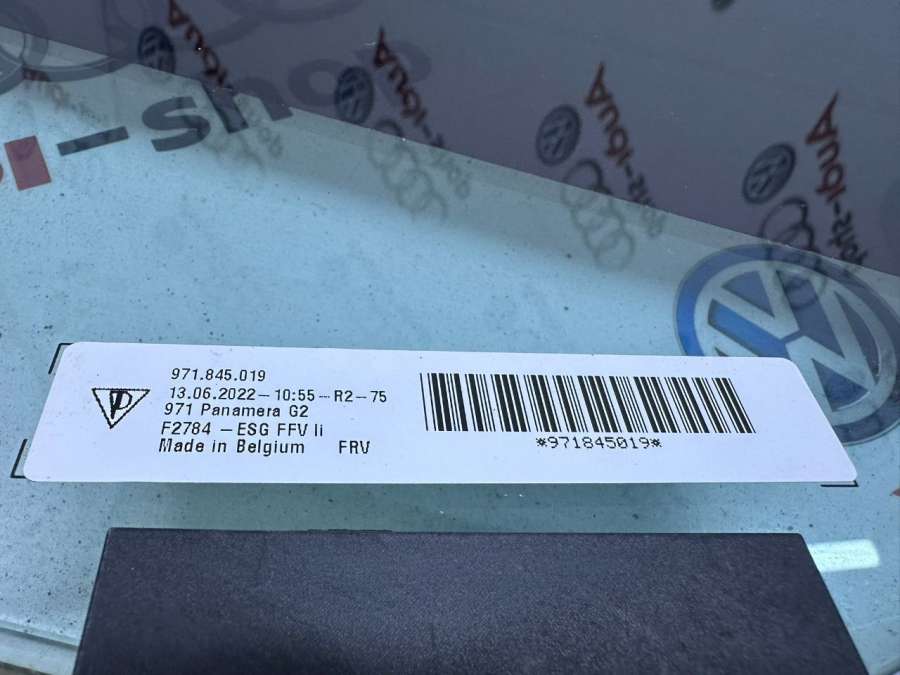 i-shop
971.845.019
13.06.2022-10:55-R2-75
971 Panamera G2
F2784 -ESG FFV li
Made in Belgium FRV
*971845019*